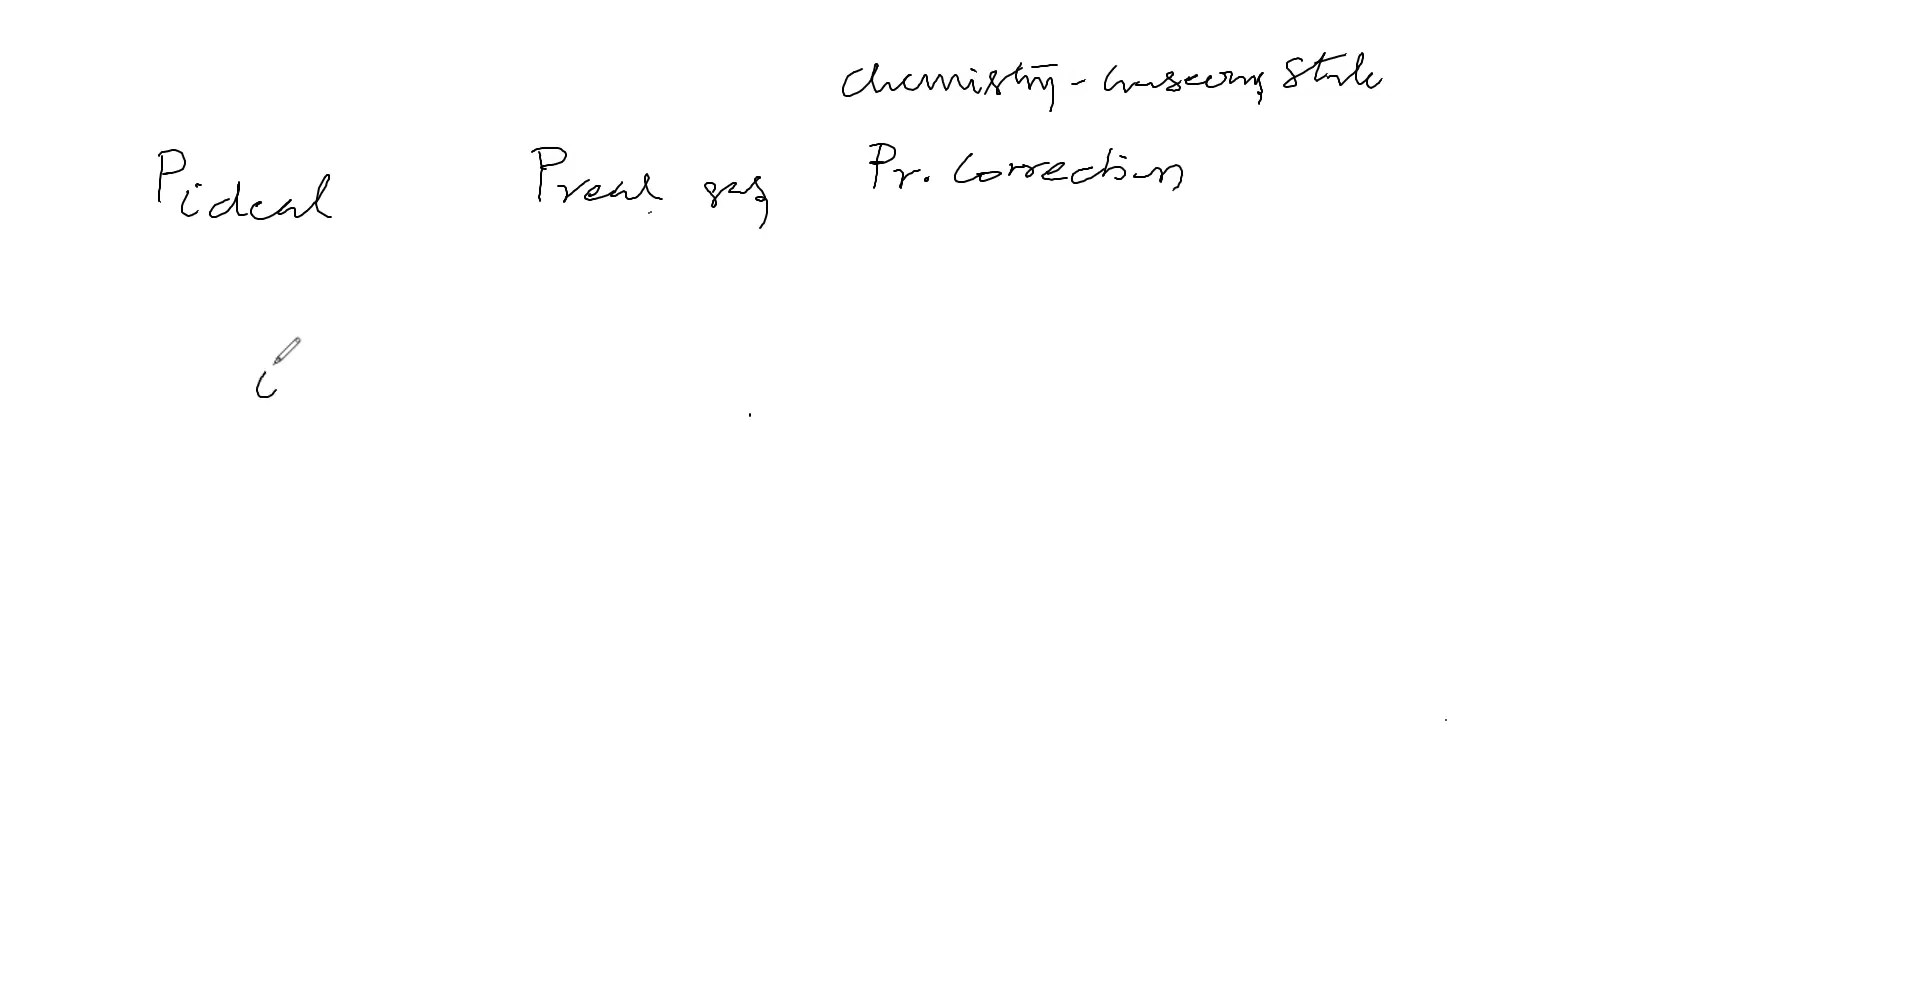 Chemistry - Gaseous State
Pideal Preal gas Pr. Correction